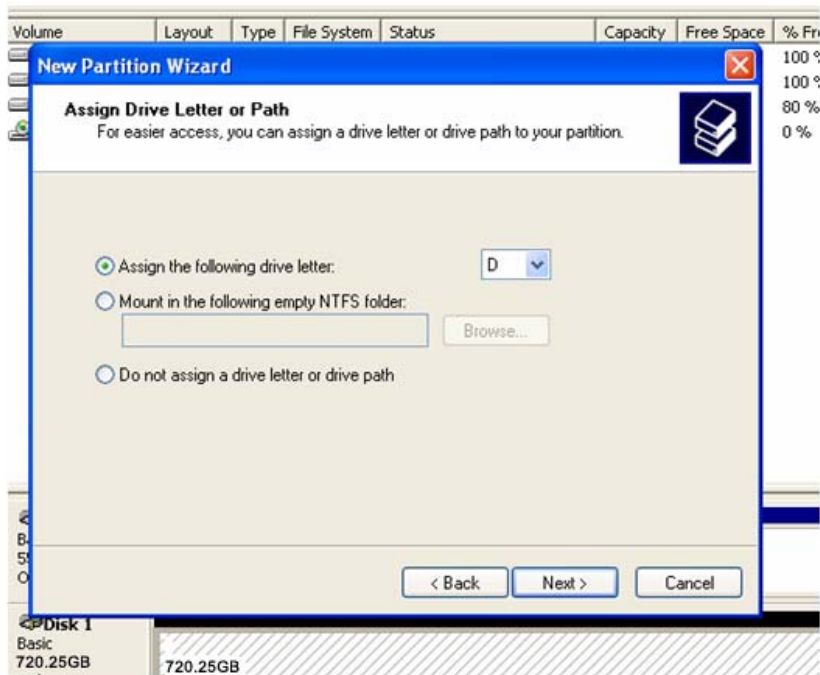 Volume Layout Type File System Status Capacity Free Space % Fr
New Partition Wizard
100 %
100 %
80 %
0 %
Assign Drive Letter or Path
For easier access, you can assign a drive letter or drive path to your partition.
Assign the following drive letter: D
Mount in the following empty NTFS folder:
Browse...
Do not assign a drive letter or drive path
< Back Next > Cancel
Disk 1
Basic
720.25GB
720.25GB